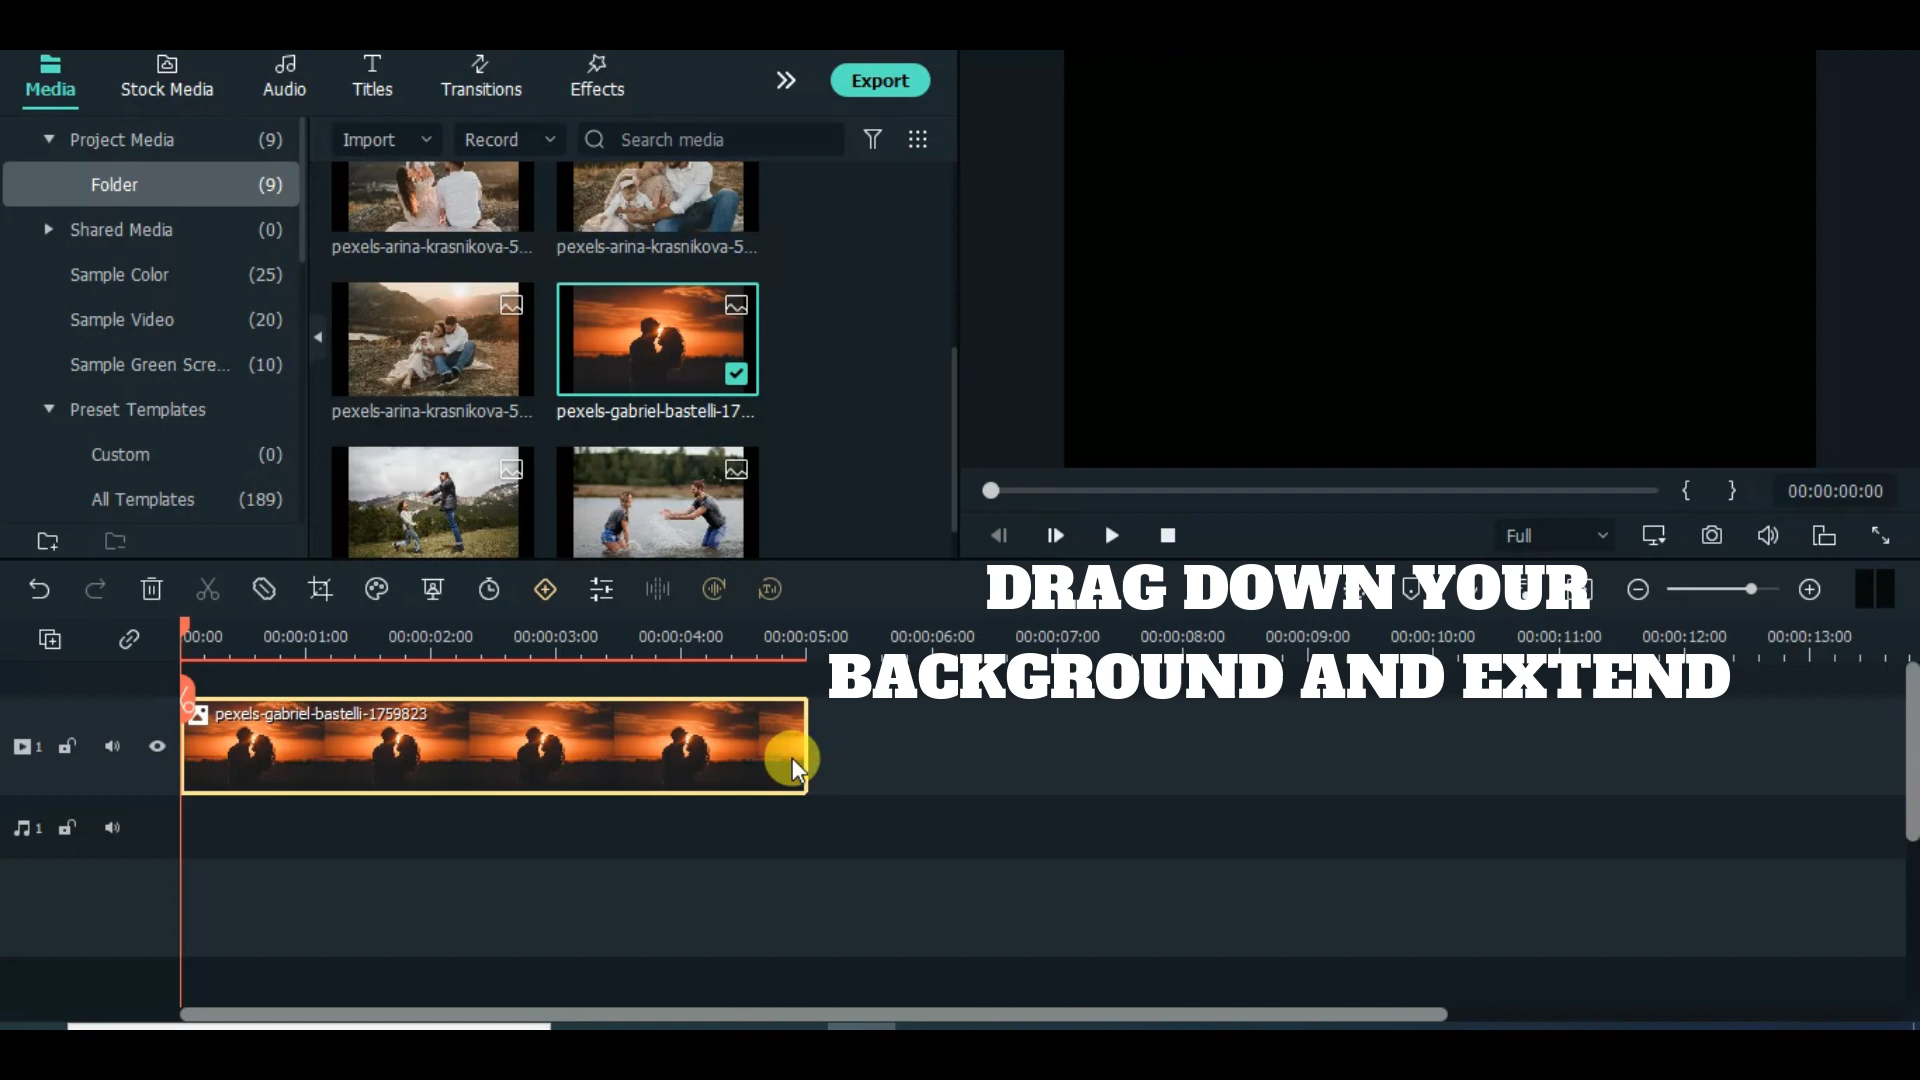 Media
Stock Media
Audio
Titles
Transitions
Effects
Export
Project Media (9)
Folder (9)
Shared Media (0)
Sample Color (25)
Sample Video (20)
Sample Green Scre... (10)
Preset Templates
Custom (0)
All Templates (189)
Import
Record
Search media
pexels-arina-krasnikova-5...
pexels-arina-krasnikova-5...
pexels-arina-krasnikova-5...
pexels-gabriel-bastelli-17...
{ }
00:00:00:00
Full
DRAG DOWN YOUR
BACKGROUND AND EXTEND
00:00 00:00:01:00 00:00:02:00 00:00:03:00 00:00:04:00 00:00:05:00 00:00:06:00 00:00:07:00 00:00:08:00 00:00:09:00 00:00:10:00 00:00:11:00 00:00:12:00 00:00:13:00
pexels-gabriel-bastelli-1759823
1
1